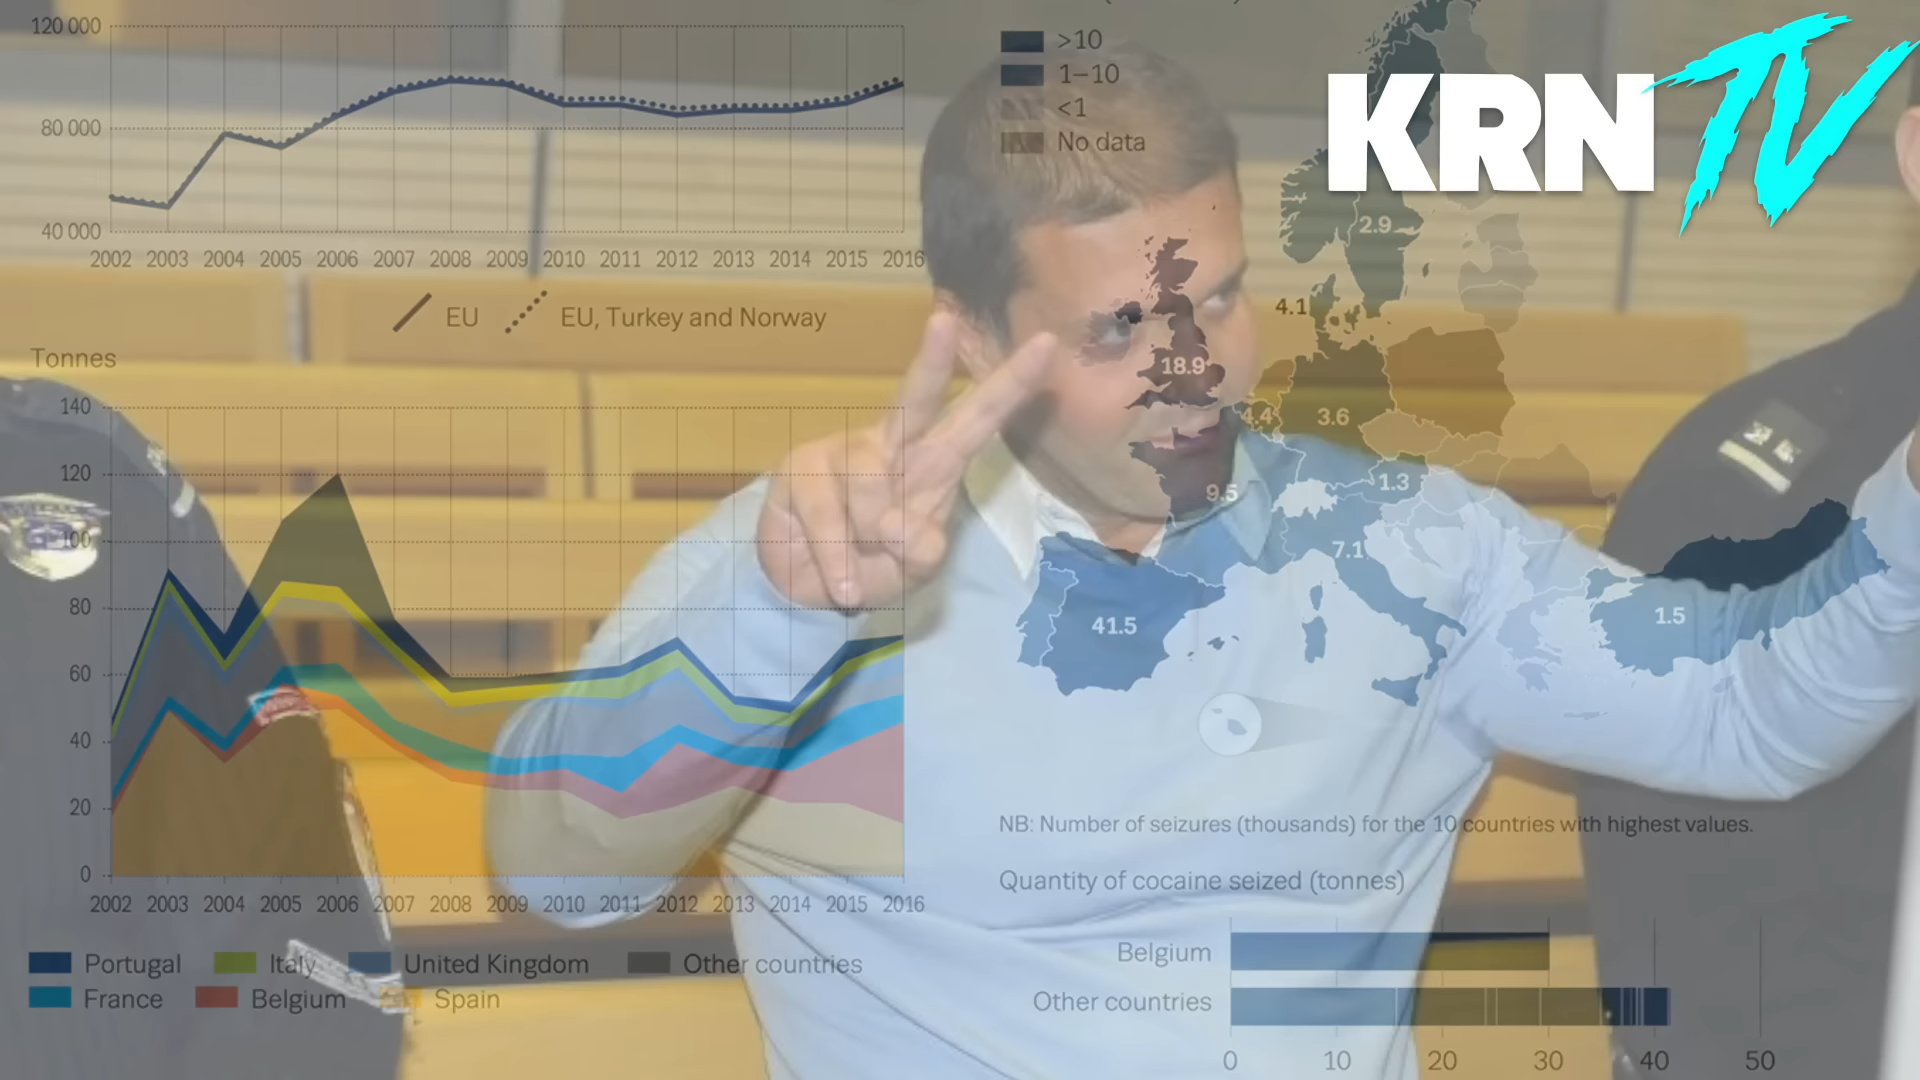 120 000
80 000
40 000
2002 2003 2004 2005 2006 2007 2008 2009 2010 2011 2012 2013 2014 2015 2016
EU
EU, Turkey and Norway
Tonnes
140
120
100
80
60
40
20
0
2002 2003 2004 2005 2006 2007 2008 2009 2010 2011 2012 2013 2014 2015 2016
Portugal Italy United Kingdom Other countries
France Belgium Spain
>10
1–10
<1
No data
KRN TV
2.9
4.1
18.9
4.4 3.6
9.5 1.3
7.1
41.5 1.5
NB: Number of seizures (thousands) for the 10 countries with highest values.
Quantity of cocaine seized (tonnes)
Belgium
Other countries
0 10 20 30 40 50